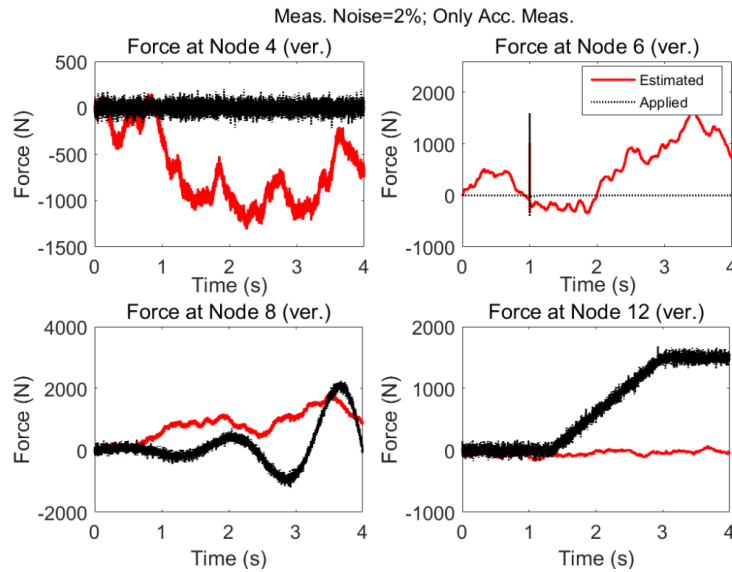 Meas. Noise=2%; Only Acc. Meas.
Force at Node 4 (ver.)
Force (N)
500
0
-500
-1000
-1500
0 1 2 3 4
Time (s)
Force at Node 6 (ver.)
Estimated
Applied
Force (N)
2000
1000
0
-1000
0 1 2 3 4
Time (s)
Force at Node 8 (ver.)
Force (N)
4000
2000
0
-2000
0 1 2 3 4
Time (s)
Force at Node 12 (ver.)
Force (N)
2000
1000
0
-1000
0 1 2 3 4
Time (s)